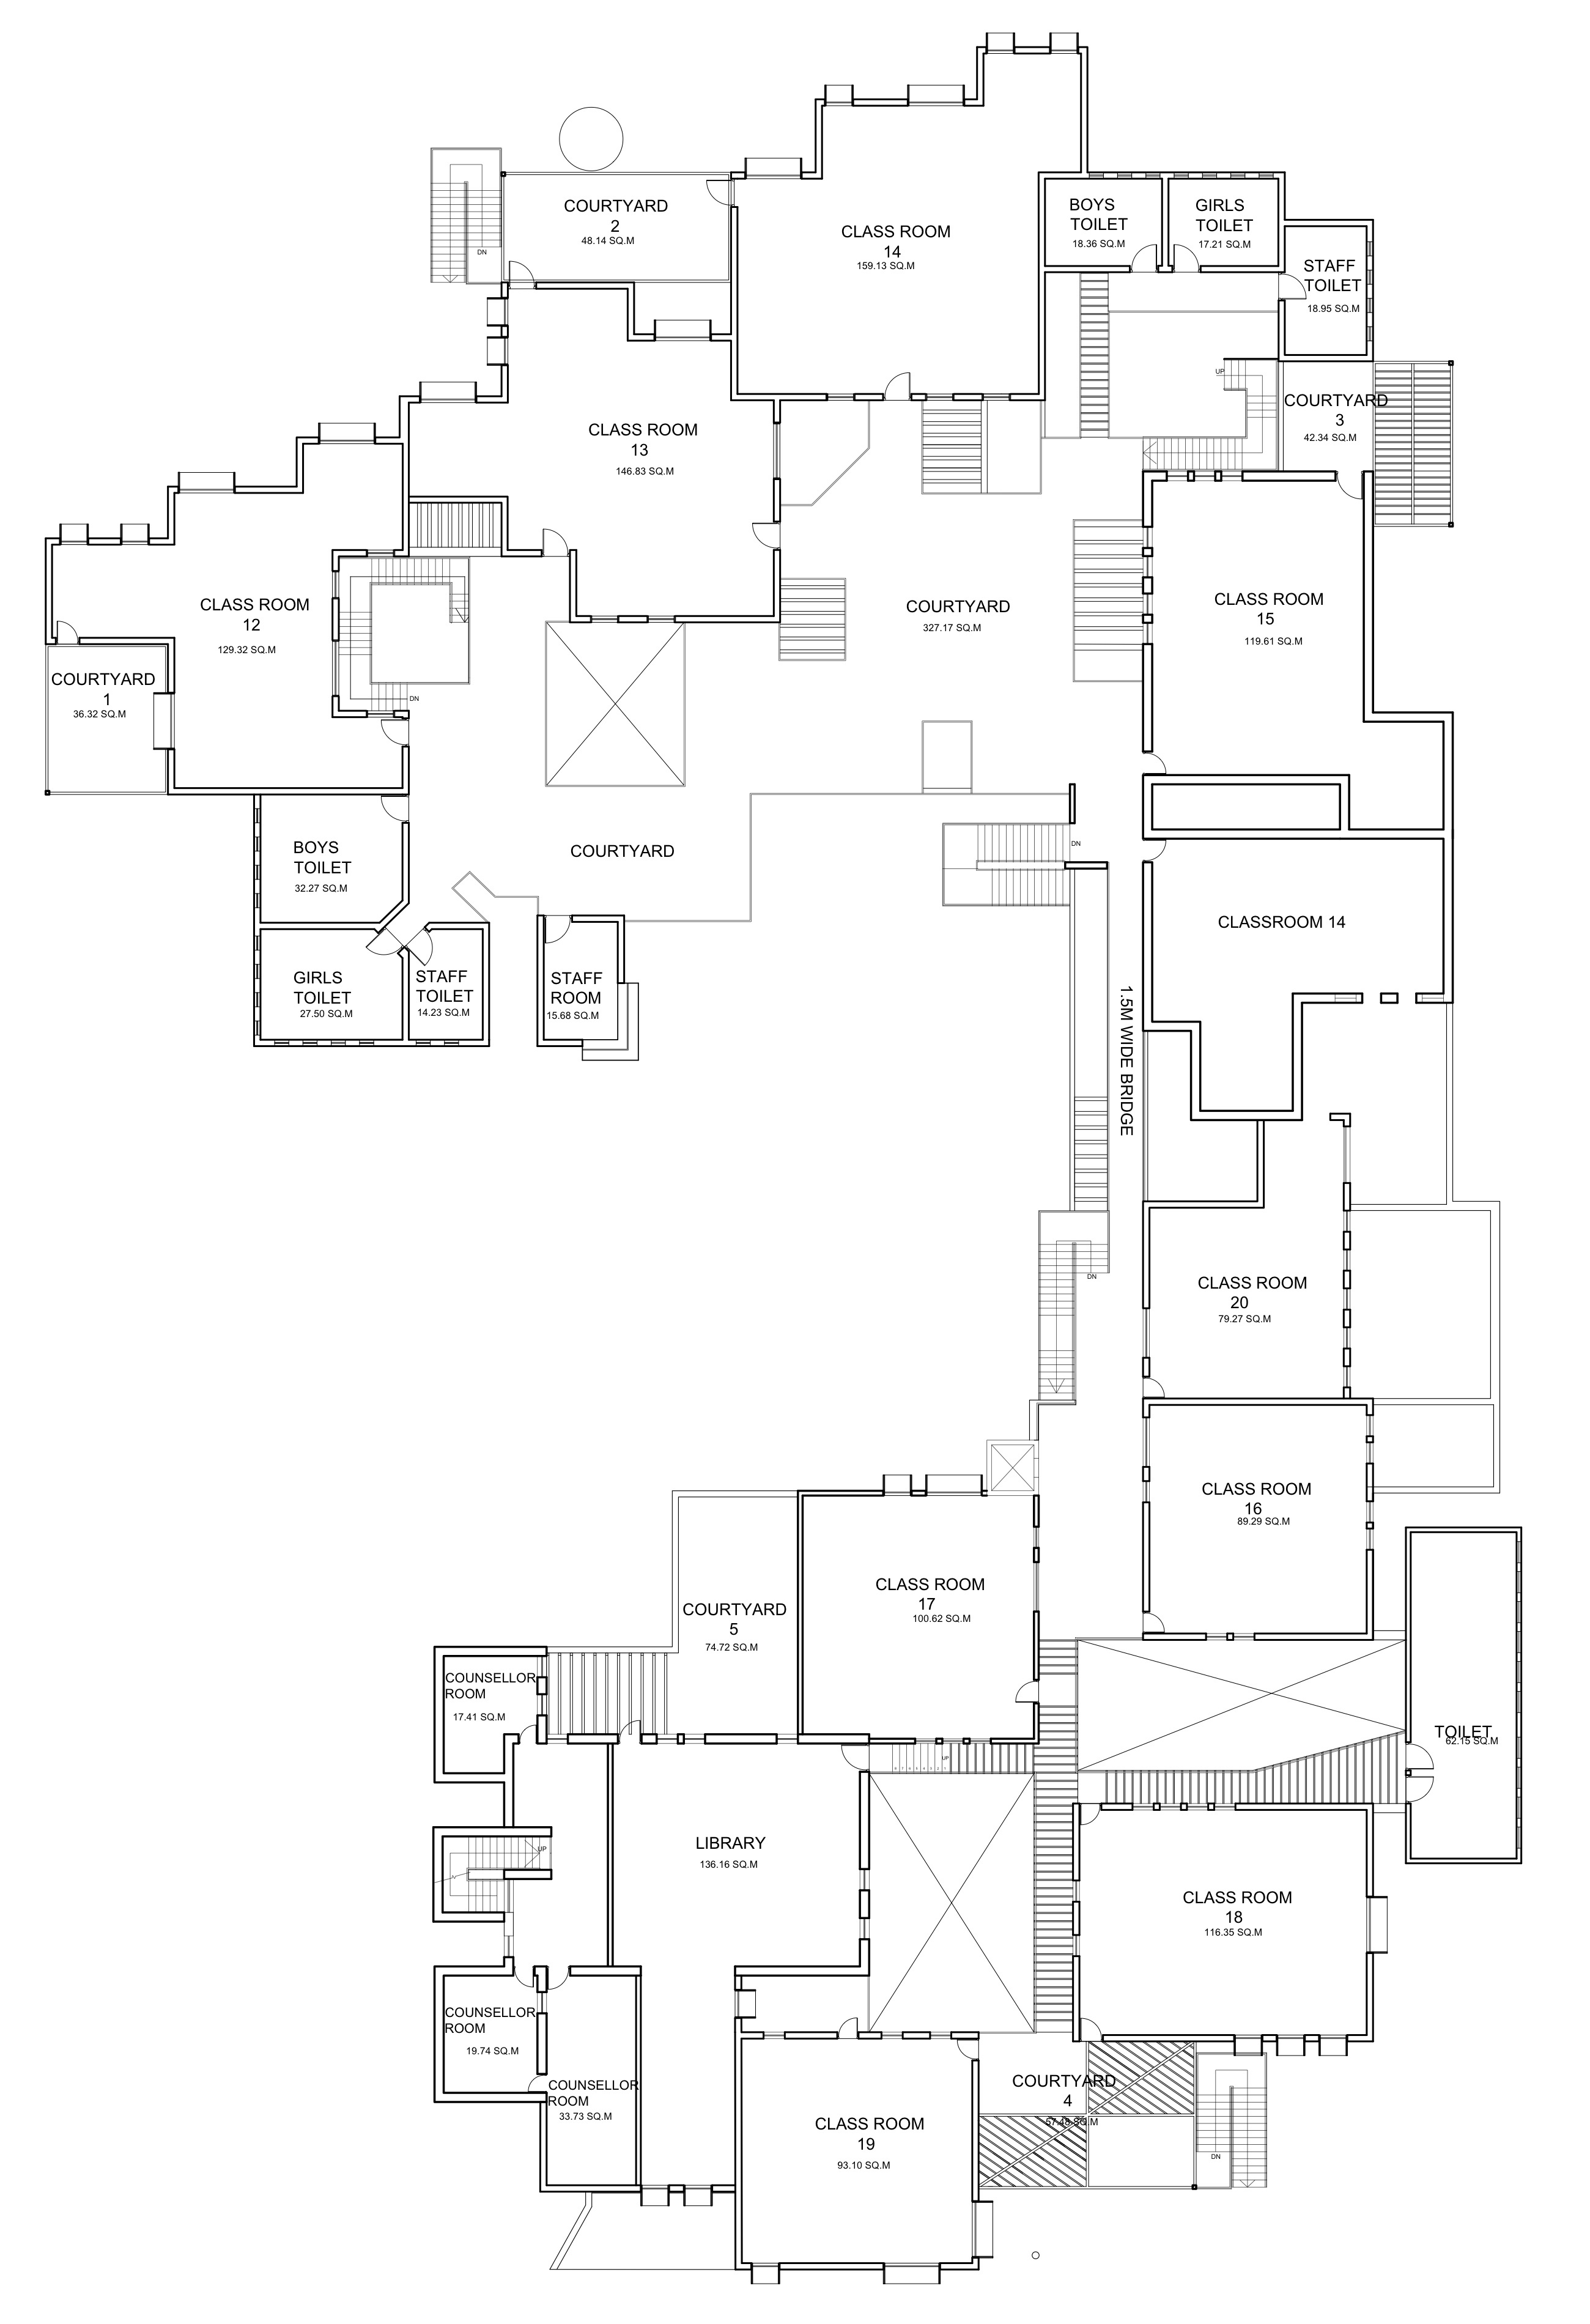 COURTYARD
2
48.14 SQ.M
DN
CLASS ROOM
14
159.13 SQ.M
BOYS
TOILET
18.36 SQ.M
GIRLS
TOILET
17.21 SQ.M
STAFF
TOILET
18.95 SQ.M
UP
COURTYARD
3
42.34 SQ.M
CLASS ROOM
13
146.83 SQ.M
CLASS ROOM
12
129.32 SQ.M
COURTYARD
327.17 SQ.M
CLASS ROOM
15
119.61 SQ.M
COURTYARD
1
36.32 SQ.M
DN
COURTYARD
DN
BOYS
TOILET
32.27 SQ.M
CLASSROOM 14
GIRLS
TOILET
27.50 SQ.M
STAFF
TOILET
14.23 SQ.M
STAFF
ROOM
15.68 SQ.M
1.5M WIDE BRIDGE
DN
CLASS ROOM
20
79.27 SQ.M
CLASS ROOM
16
89.29 SQ.M
CLASS ROOM
17
100.62 SQ.M
COURTYARD
5
74.72 SQ.M
COUNSELLOR
ROOM
17.41 SQ.M
TOILET
62.15 SQ.M
UP
UP
LIBRARY
136.16 SQ.M
CLASS ROOM
18
116.35 SQ.M
COUNSELLOR
ROOM
19.74 SQ.M
COUNSELLOR
ROOM
33.73 SQ.M
COURTYARD
4
57.48 SQ.M
CLASS ROOM
19
93.10 SQ.M
DN